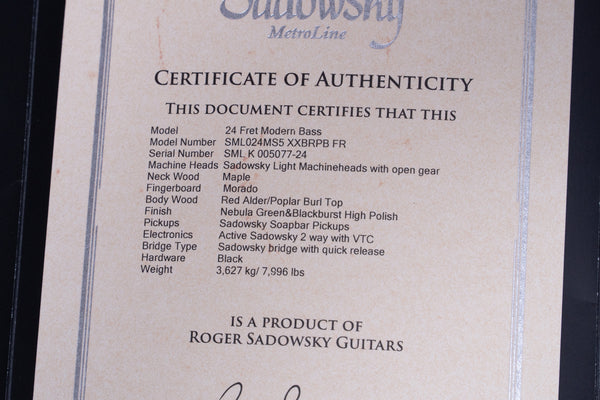 Sadowsky
MetroLine
CERTIFICATE OF AUTHENTICITY
THIS DOCUMENT CERTIFIES THAT THIS
Model 24 Fret Modern Bass
Model Number SML024MS5 XXBRPB FR
Serial Number SML K 005077-24
Machine Heads Sadowsky Light Machineheads with open gear
Neck Wood Maple
Fingerboard Morado
Body Wood Red Alder/Poplar Burl Top
Finish Nebula Green&Blackburst High Polish
Pickups Sadowsky Soapbar Pickups
Electronics Active Sadowsky 2 way with VTC
Bridge Type Sadowsky bridge with quick release
Hardware Black
Weight 3,627 kg/ 7,996 lbs
IS A PRODUCT OF
ROGER SADOWSKY GUITARS